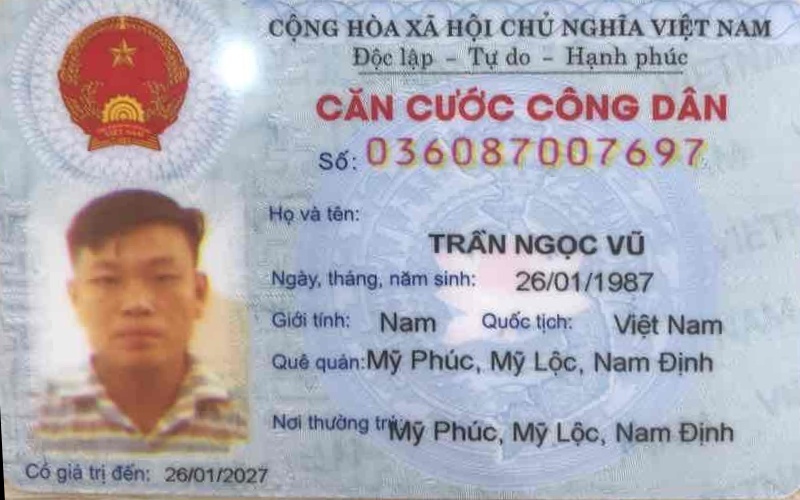 CỘNG HÒA XÃ HỘI CHỦ NGHĨA VIỆT NAM
Độc lập - Tự do - Hạnh phúc
CĂN CƯỚC CÔNG DÂN
Số: 036087007697
Họ và tên:
TRẦN NGỌC VŨ
Ngày, tháng, năm sinh: 26/01/1987
Giới tính: Nam Quốc tịch: Việt Nam
Quê quán: Mỹ Phúc, Mỹ Lộc, Nam Định
Nơi thường trú: Mỹ Phúc, Mỹ Lộc, Nam Định
Có giá trị đến: 26/01/2027